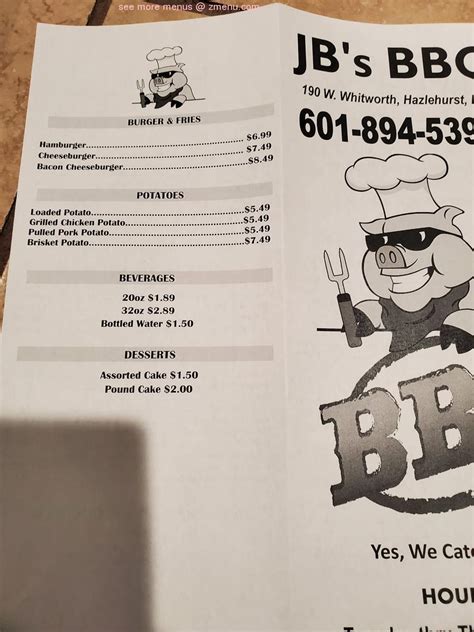 see more menus @ zmenu.com
BURGER & FRIES
Hamburger...........................................................$6.99
Cheeseburger......................................................$7.49
Bacon Cheeseburger.............................................$8.49
POTATOES
Loaded Potato......................................................$5.49
Grilled Chicken Potato..........................................$5.49
Pulled Pork Potato................................................$5.49
Brisket Potato.......................................................$7.49
BEVERAGES
20oz $1.89
32oz $2.89
Bottled Water $1.50
DESSERTS
Assorted Cake $1.50
Pound Cake $2.00
JB's BBQ
190 W. Whitworth, Hazlehurst,
601-894-539
BB
Yes, We Cate
HOU